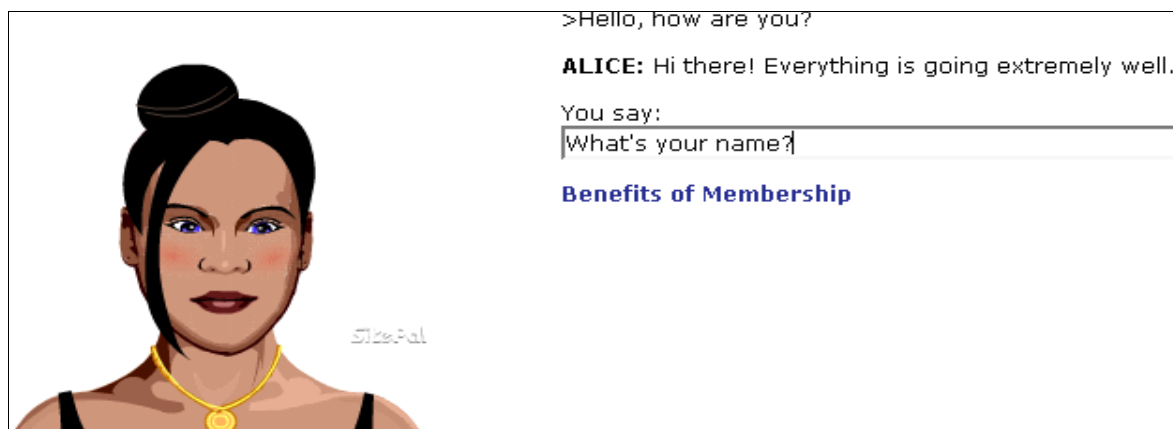 >Hello, how are you?
ALICE: Hi there! Everything is going extremely well.
You say:
What's your name?
Benefits of Membership
SitePal